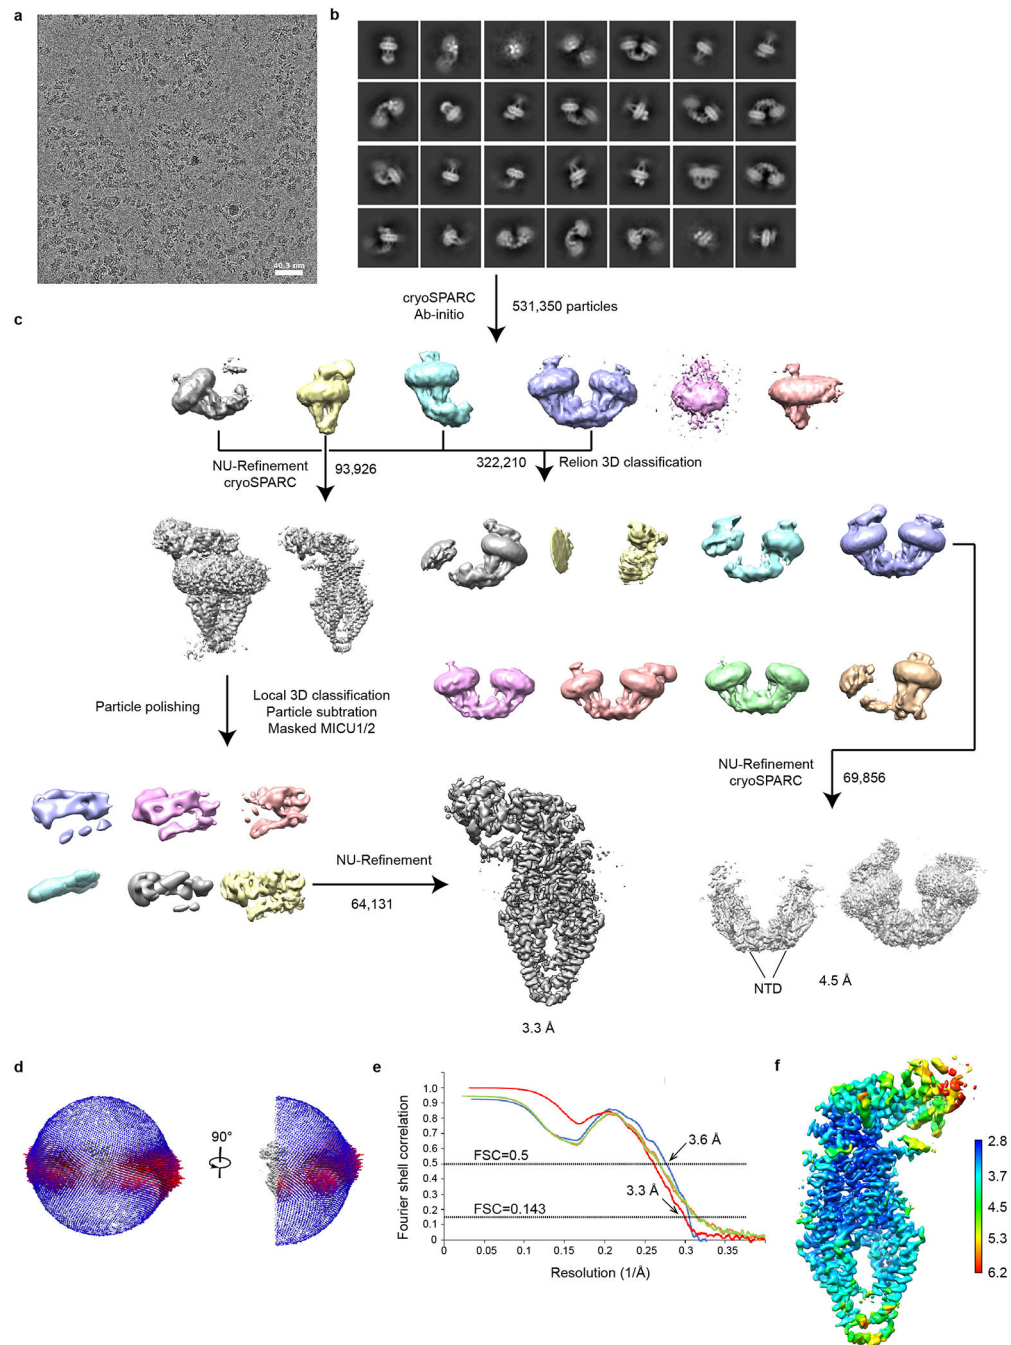 a
b
40.3 nm
cryoSPARC
Ab-initio
531,350 particles
c
NU-Refinement
cryoSPARC
93,926
322,210
Relion 3D classification
Particle polishing
Local 3D classification
Particle subtration
Masked MICU1/2
NU-Refinement
cryoSPARC
69,856
NU-Refinement
64,131
NTD
4.5 Å
3.3 Å
d
90°
e
Fourier shell correlation
1.0
0.9
0.8
0.7
0.6
0.5
0.4
0.3
0.2
0.1
0
FSC=0.5
FSC=0.143
3.6 Å
3.3 Å
0
0.05
0.1
0.15
0.2
0.25
0.3
0.35
Resolution (1/Å)
f
2.8
3.7
4.5
5.3
6.2